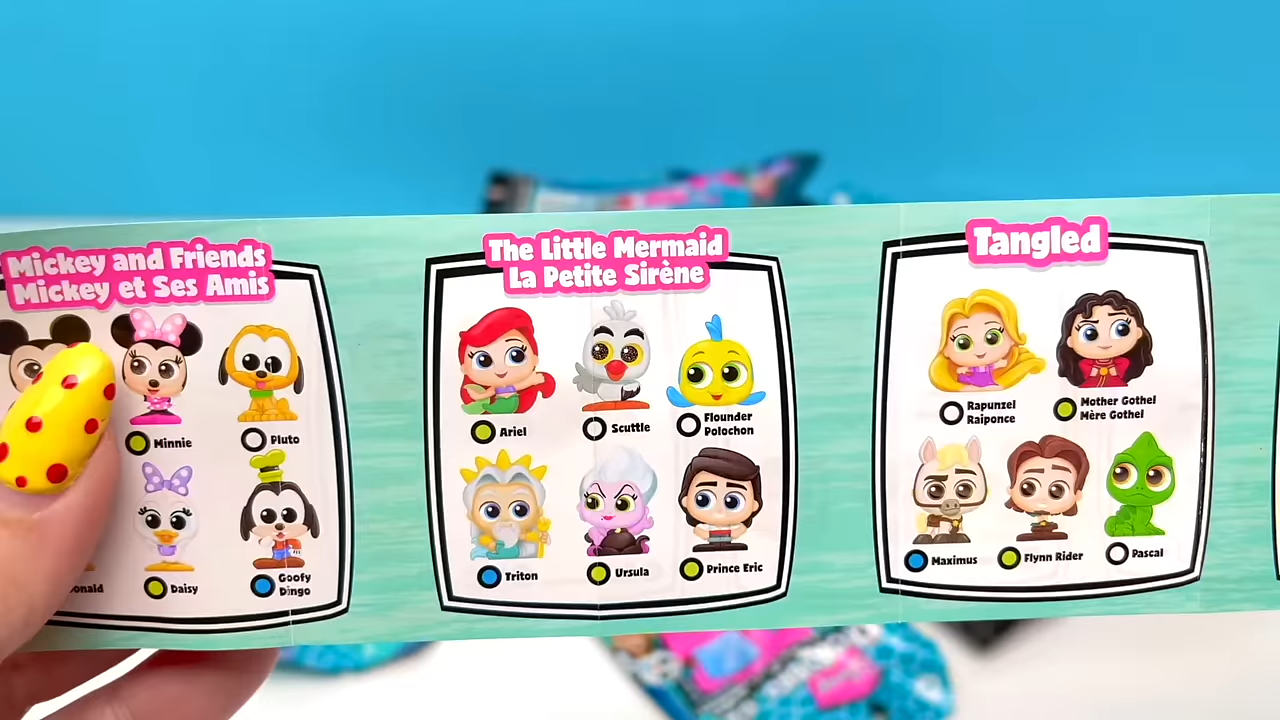 Mickey and Friends
Mickey et Ses Amis
Minnie
Pluto
Daisy
Goofy
Dingo
The Little Mermaid
La Petite Sirène
Ariel
Scuttle
Flounder
Polochon
Triton
Ursula
Prince Eric
Tangled
Rapunzel
Raiponce
Mother Gothel
Mère Gothel
Maximus
Flynn Rider
Pascal